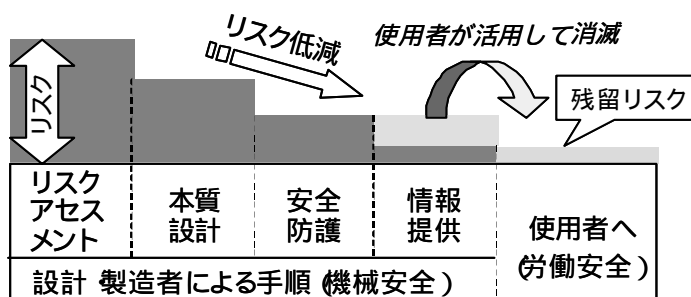 リスク低減
使用者が活用して消滅
リスク
残留リスク
リスク
アセス
メント
本質
設計
安全
防護
情報
提供
使用者へ
(労働安全)
設計 製造者による手順 (機械安全)